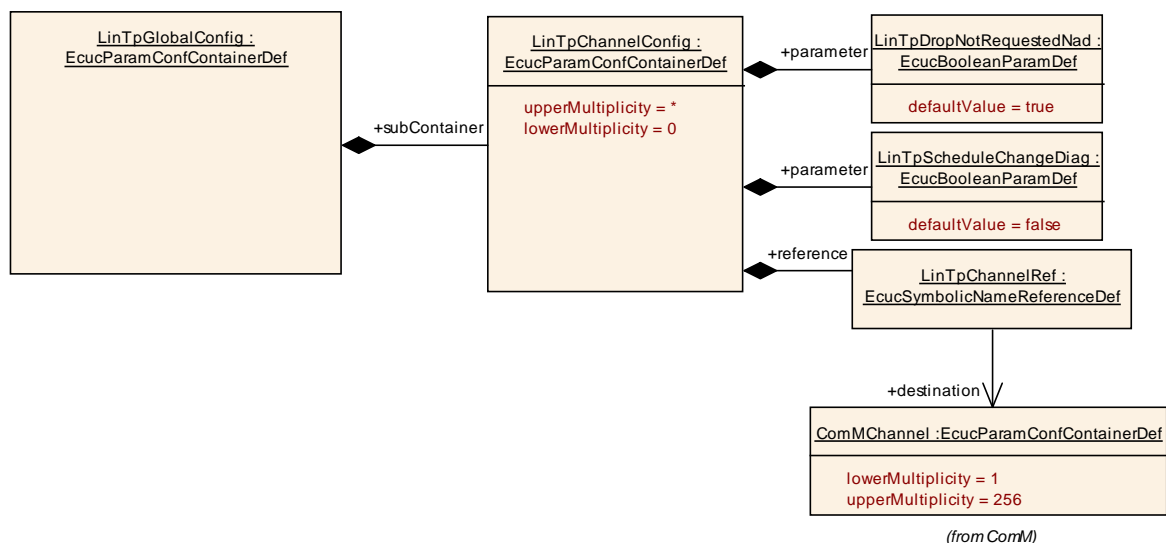 LinTpGlobalConfig :
EcucParamConfContainerDef
+subContainer
LinTpChannelConfig :
EcucParamConfContainerDef
upperMultiplicity = *
lowerMultiplicity = 0
+parameter
LinTpDropNotRequestedNad :
EcucBooleanParamDef
defaultValue = true
+parameter
LinTpScheduleChangeDiag :
EcucBooleanParamDef
defaultValue = false
+reference
LinTpChannelRef :
EcucSymbolicNameReferenceDef
+destination
ComMChannel :EcucParamConfContainerDef
lowerMultiplicity = 1
upperMultiplicity = 256
(from ComM)